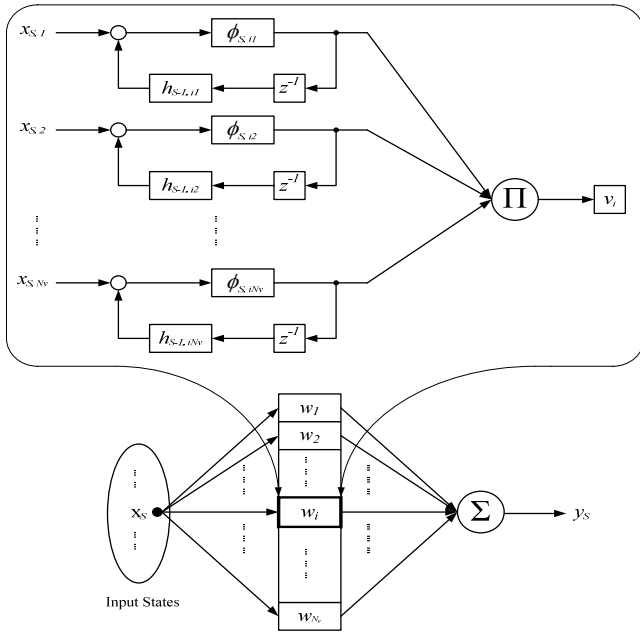 x_{S,1} ϕ_{S,i1}
h_{S-1,i1} z^{-1}
x_{S,2} ϕ_{S,i2}
h_{S-1,i2} z^{-1}
Π v_i
x_{S,Nv} ϕ_{S,iNv}
h_{S-1,iNv} z^{-1}
w_1
w_2
x_S w_i Σ y_S
Input States
w_{N_r}